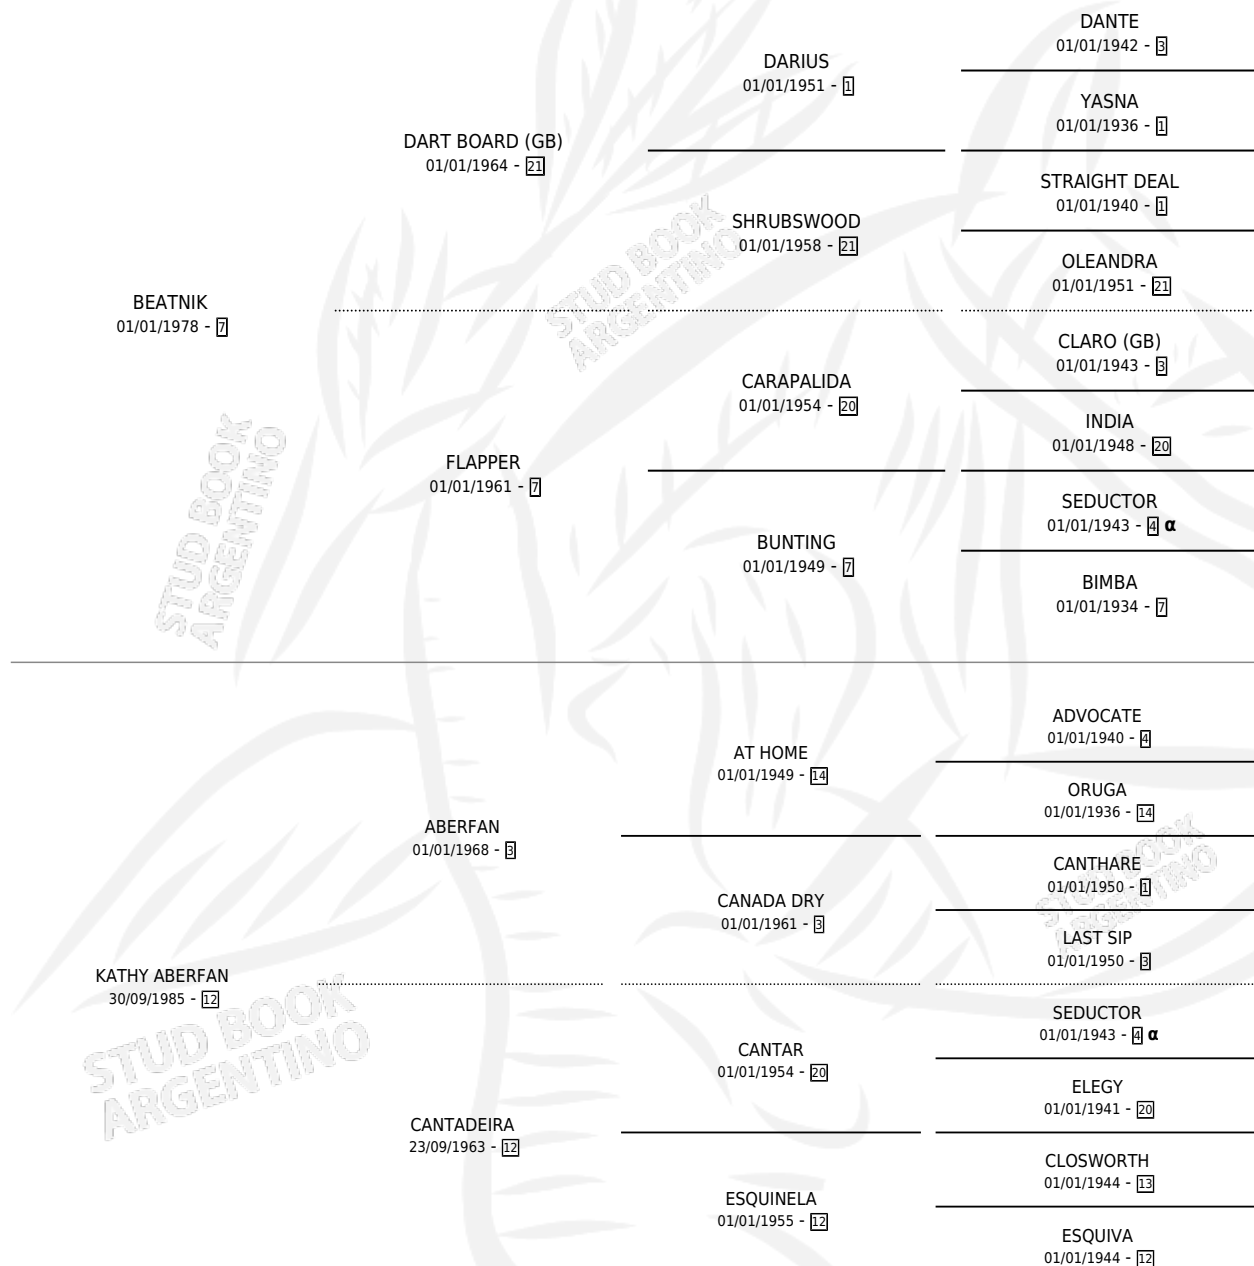 DANTE
01/01/1942 - 3
DARIUS
01/01/1951 - 1
YASNA
01/01/1936 - 1
DART BOARD (GB)
01/01/1964 - 21
STRAIGHT DEAL
01/01/1940 - 1
SHRUBSWOOD
01/01/1958 - 21
OLEANDRA
01/01/1951 - 21
BEATNIK
01/01/1978 - 7
CLARO (GB)
01/01/1943 - 3
CARAPALIDA
01/01/1954 - 20
INDIA
01/01/1948 - 20
FLAPPER
01/01/1961 - 7
SEDUCTOR
01/01/1943 - 4 α
BUNTING
01/01/1949 - 7
BIMBA
01/01/1934 - 7
ADVOCATE
01/01/1940 - 4
AT HOME
01/01/1949 - 14
ORUGA
01/01/1936 - 14
ABERFAN
01/01/1968 - 3
CANTHARE
01/01/1950 - 1
CANADA DRY
01/01/1961 - 3
LAST SIP
01/01/1950 - 3
KATHY ABERFAN
30/09/1985 - 12
SEDUCTOR
01/01/1943 - 4 α
CANTAR
01/01/1954 - 20
ELEGY
01/01/1941 - 20
CANTADEIRA
23/09/1963 - 12
CLOSWORTH
01/01/1944 - 13
ESQUINELA
01/01/1955 - 12
ESQUIVA
01/01/1944 - 12
STUD BOOK
ARGENTINO
STUD BOOK
ARGENTINO
STUD BOOK
ARGENTINO
STUD BOOK
ARGENTINO